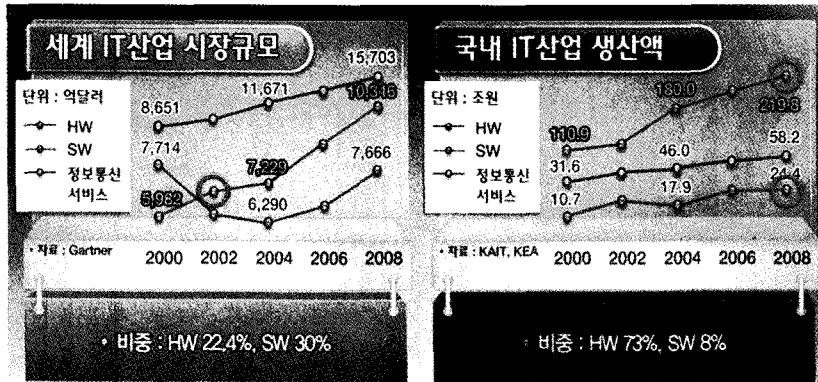 세계 IT산업 시장규모
단위 : 억달러
HW
SW
정보통신
서비스
15,703
11,671
10,316
8,651
7,714
7,229
7,666
5,982
6,290
• 자료 : Gartner
2000 2002 2004 2006 2008
• 비중 : HW 22.4%, SW 30%
국내 IT산업 생산액
단위 : 조원
HW
SW
정보통신
서비스
180.0
219.8
110.9
58.2
46.0
31.6
24.4
17.9
10.7
• 자료 : KAIT, KEA
2000 2002 2004 2006 2008
• 비중 : HW 73%, SW 8%